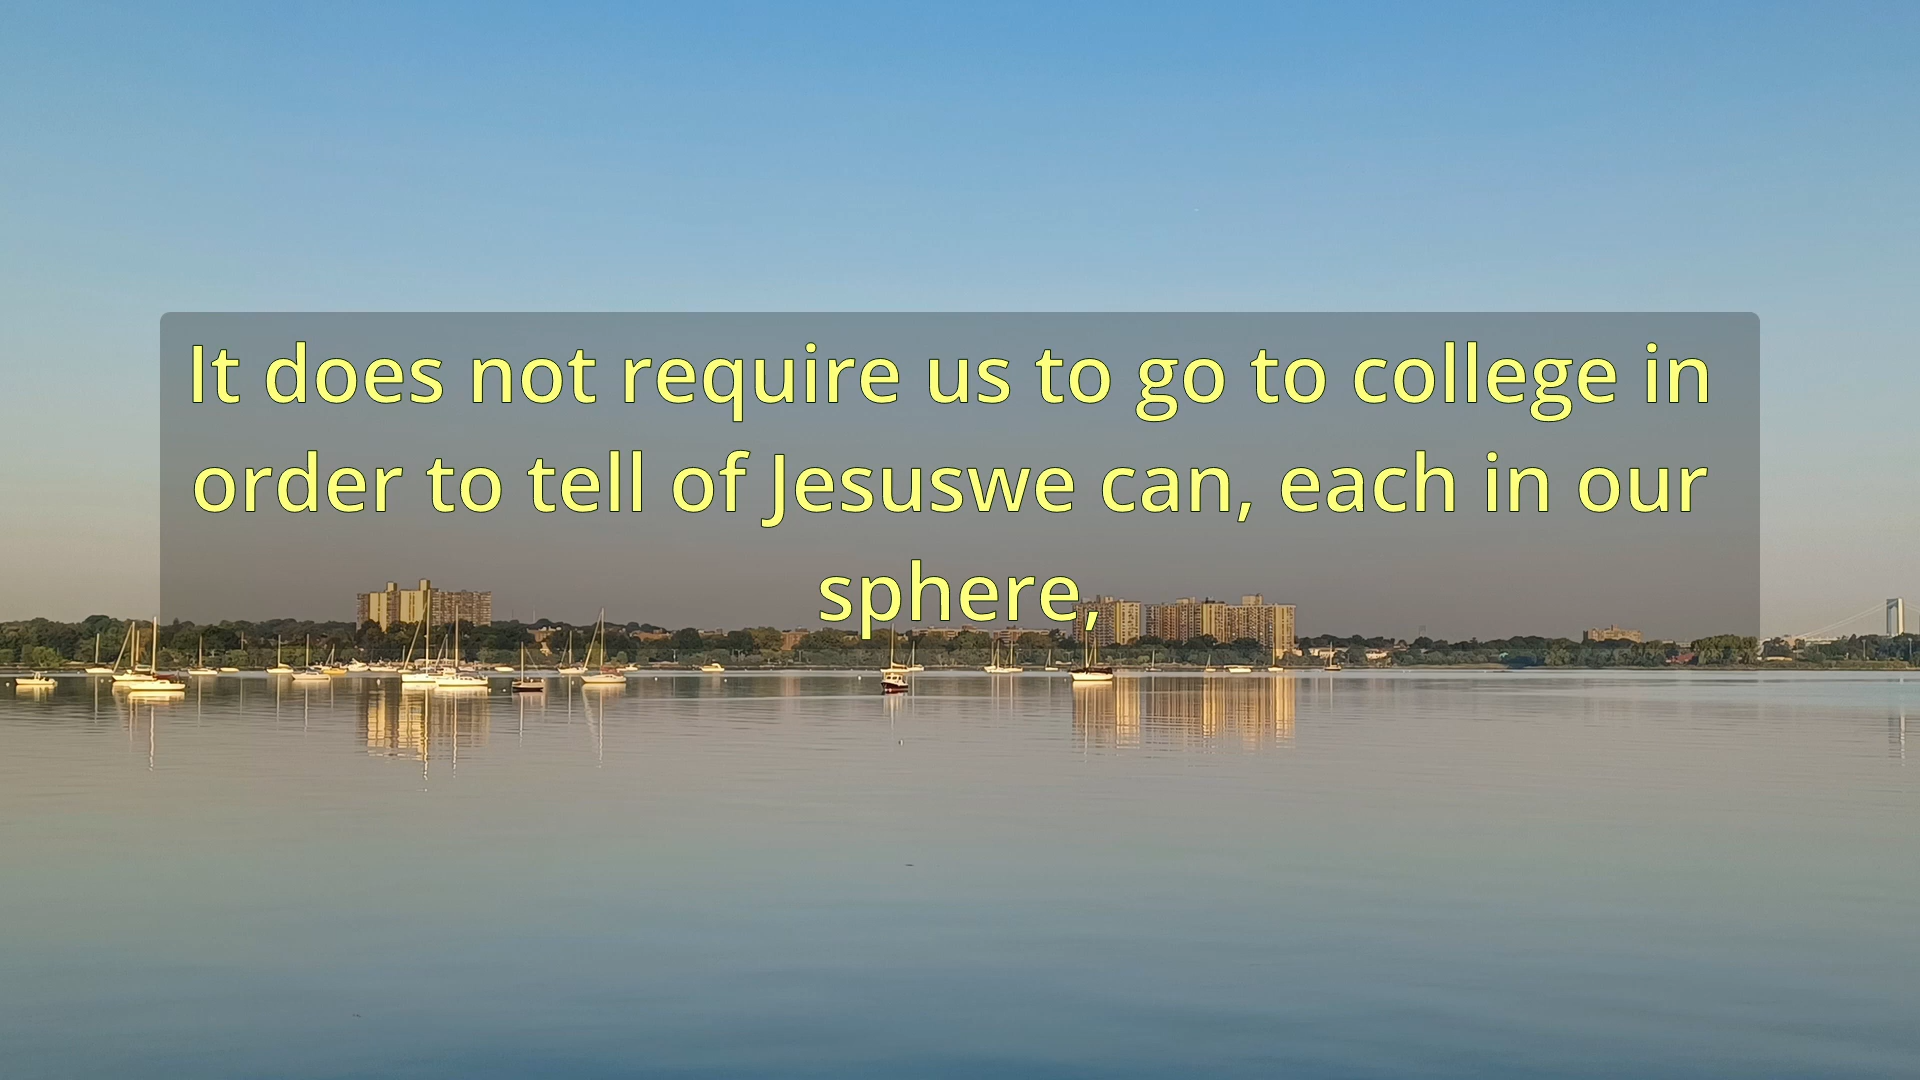 It does not require us to go to college in
order to tell of Jesuswe can, each in our
sphere,